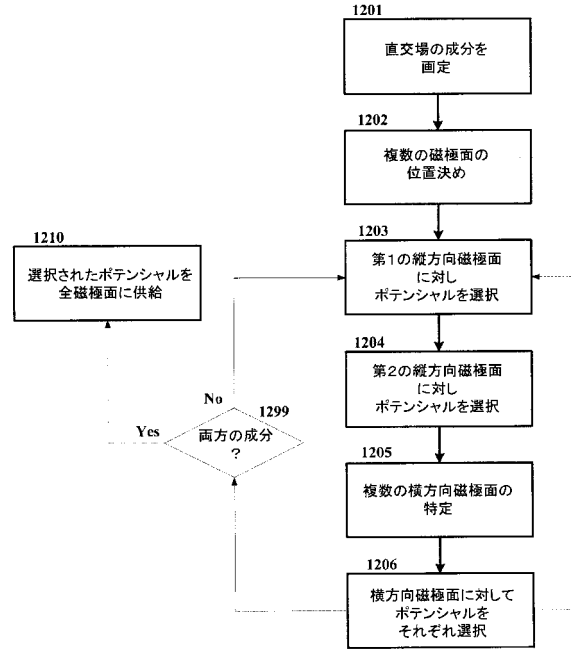 1201
直交場の成分を
画定
1202
複数の磁極面の
位置決め
1203
第1の縦方向磁極面
に対し
ポテンシャルを選択
1204
第2の縦方向磁極面
に対し
ポテンシャルを選択
1205
複数の横方向磁極面の
特定
1206
横方向磁極面に対して
ポテンシャルを
それぞれ選択
1299
両方の成分
?
No
Yes
1210
選択されたポテンシャルを
全磁極面に供給